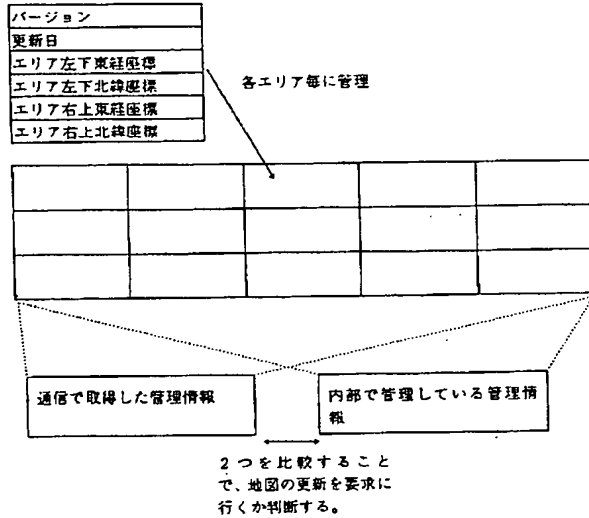 バージョン
更新日
エリア左下東経座標
エリア左下北緯座標
エリア右上東経座標
エリア右上北緯座標
各エリア毎に管理
通信で取得した管理情報
内部で管理している管理情
報
2つを比較すること
で、地図の更新を要求に
行くか判断する。